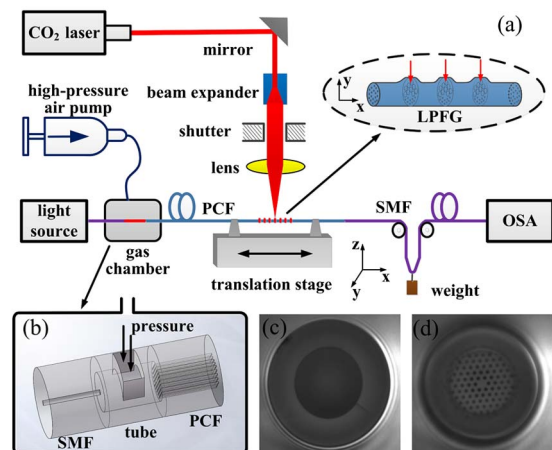 (a)
CO2 laser
mirror
high-pressure
air pump
beam expander
shutter
lens
y
x
LPFG
light
source
PCF
SMF
OSA
gas
chamber
translation stage
z
x
y
weight
(b)
pressure
SMF
tube
PCF
(c)
(d)